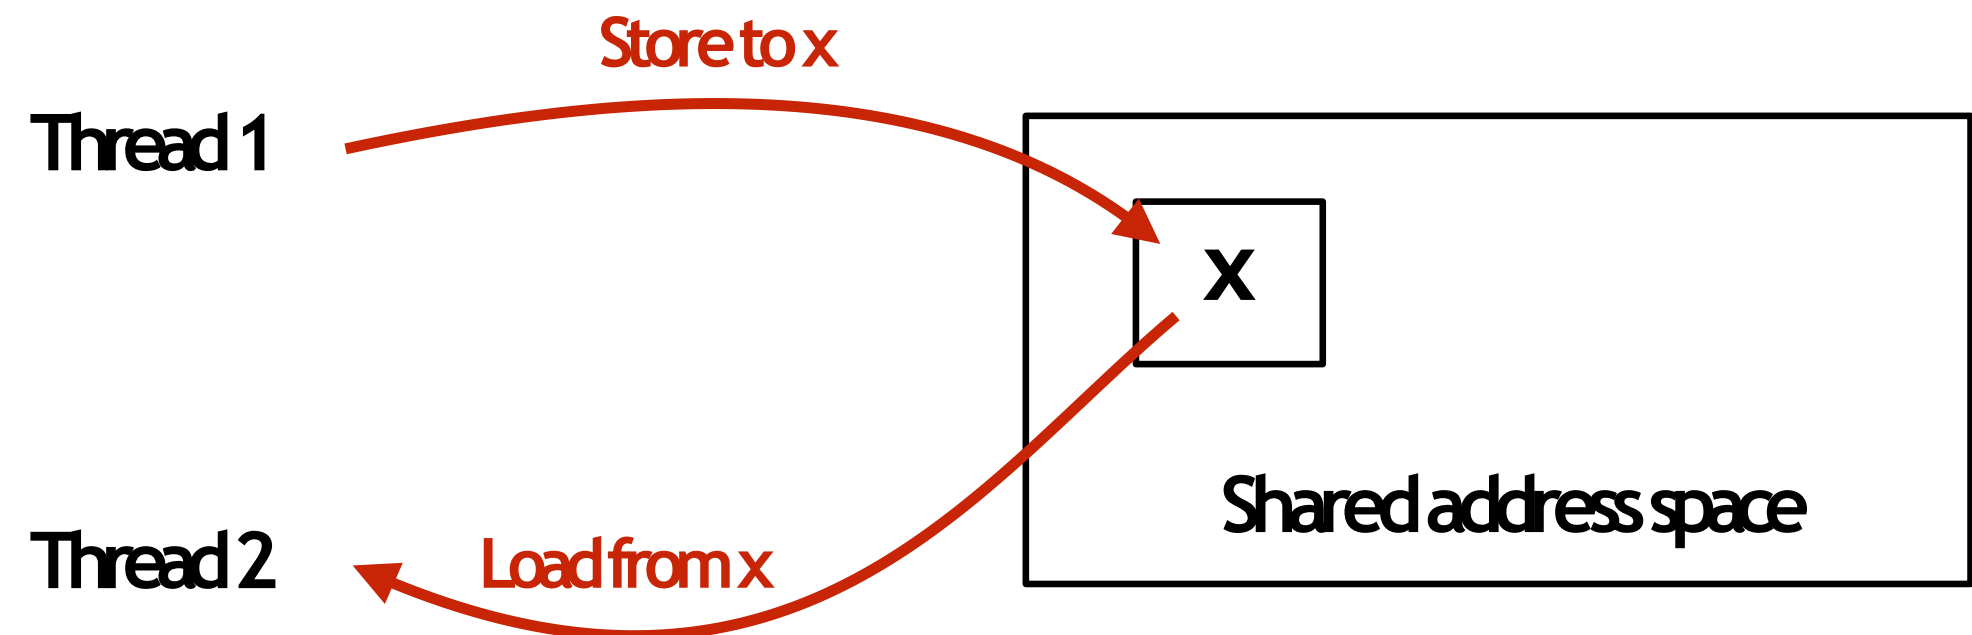 Store to x
Thread 1
x
Shared address space
Thread 2
Load from x